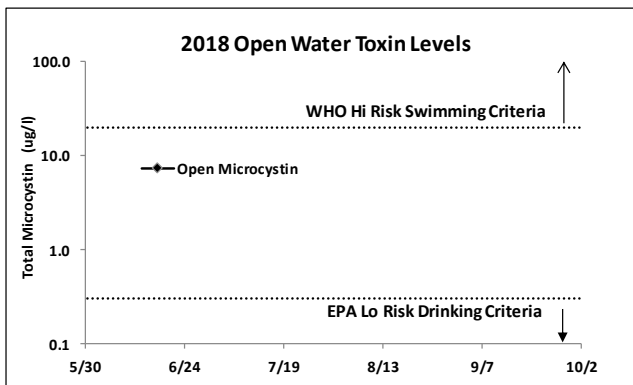 2018 Open Water Toxin Levels
100.0
WHO Hi Risk Swimming Criteria
10.0
Open Microcystin
Total Microcystin (ug/l)
1.0
EPA Lo Risk Drinking Criteria
0.1
5/30 6/24 7/19 8/13 9/7 10/2